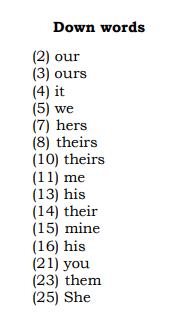 Down words
(2) our
(3) ours
(4) it
(5) we
(7) hers
(8) theirs
(10) theirs
(11) me
(13) his
(14) their
(15) mine
(16) his
(21) you
(23) them
(25) She